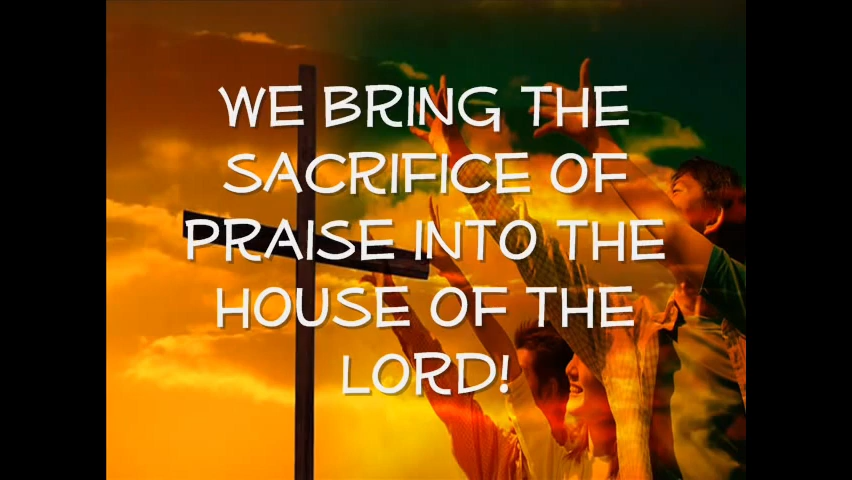 WE BRING THE
SACRIFICE OF
PRAISE INTO THE
HOUSE OF THE
LORD!